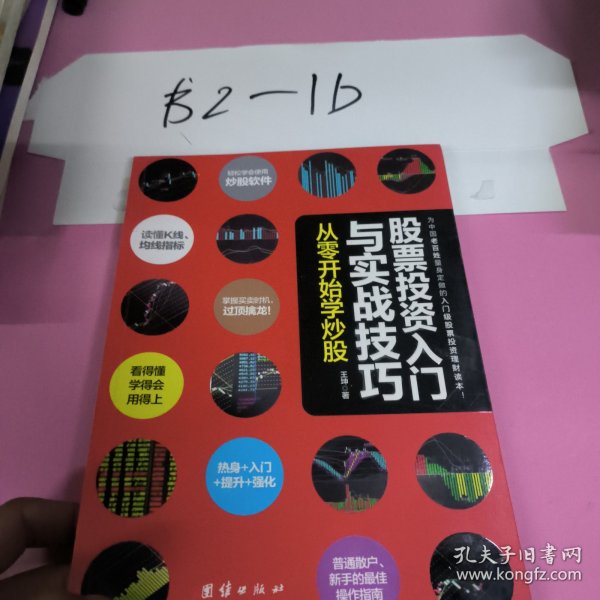 书2-1b
轻松学会使用
炒股软件
读懂K线、
均线指标
掌握买卖时机、
过顶擒龙！
看得懂
学得会
用得上
热身+入门
+提升+强化
普通散户、
新手的最佳
操作指南
为中国老百姓量身定做的入门级股票投资理财读本！
股票投资入门
与实战技巧
从零开始学炒股
王坤◎著
团结出版社
孔夫子旧书网
www.kongfz.com